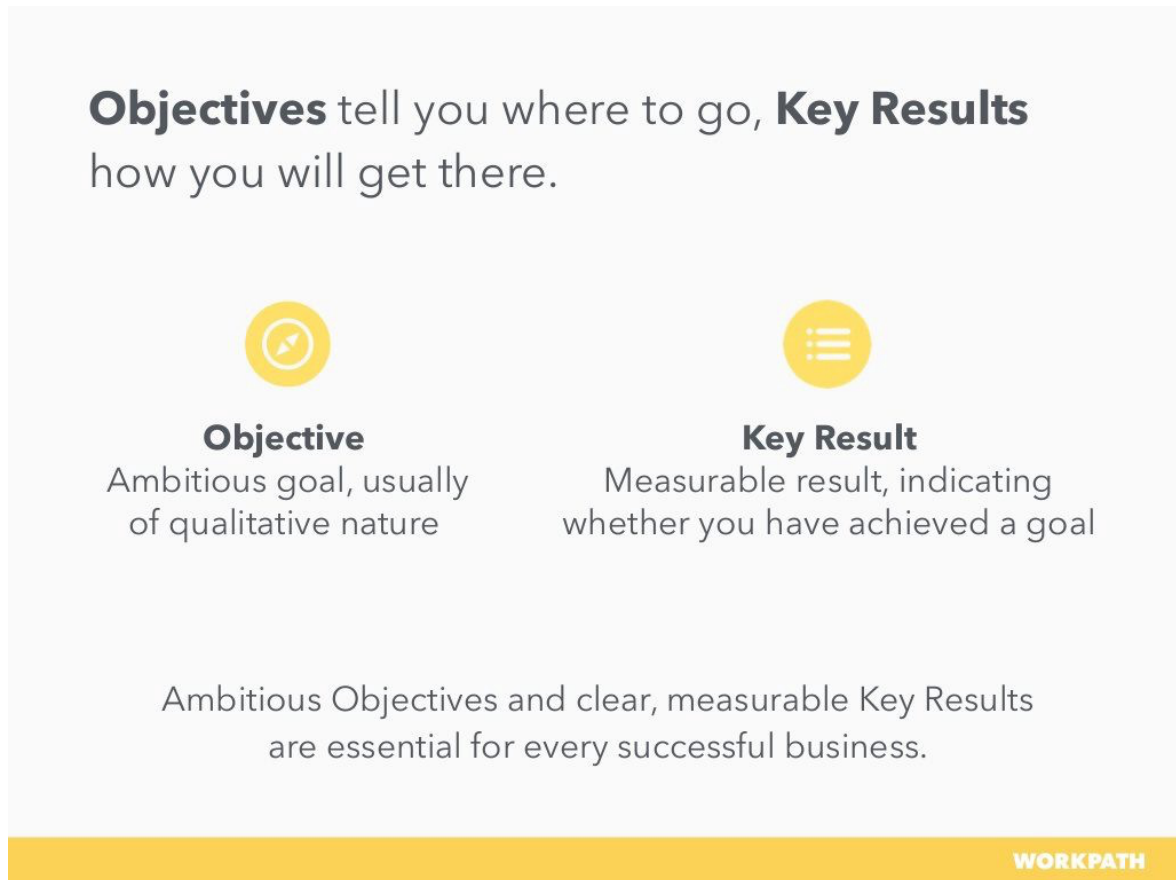 Objectives tell you where to go, Key Results
how you will get there.
Objective
Ambitious goal, usually
of qualitative nature
Key Result
Measurable result, indicating
whether you have achieved a goal
Ambitious Objectives and clear, measurable Key Results
are essential for every successful business.
WORKPATH